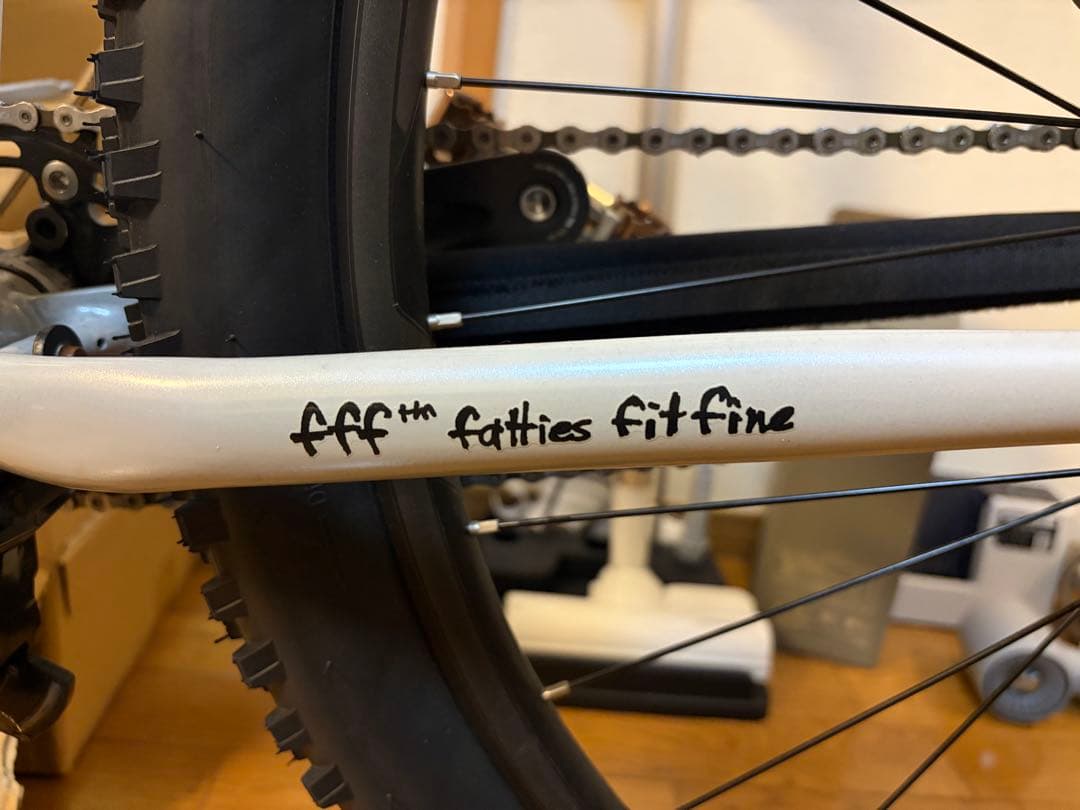 fffᵗᵐ fatties fit fine